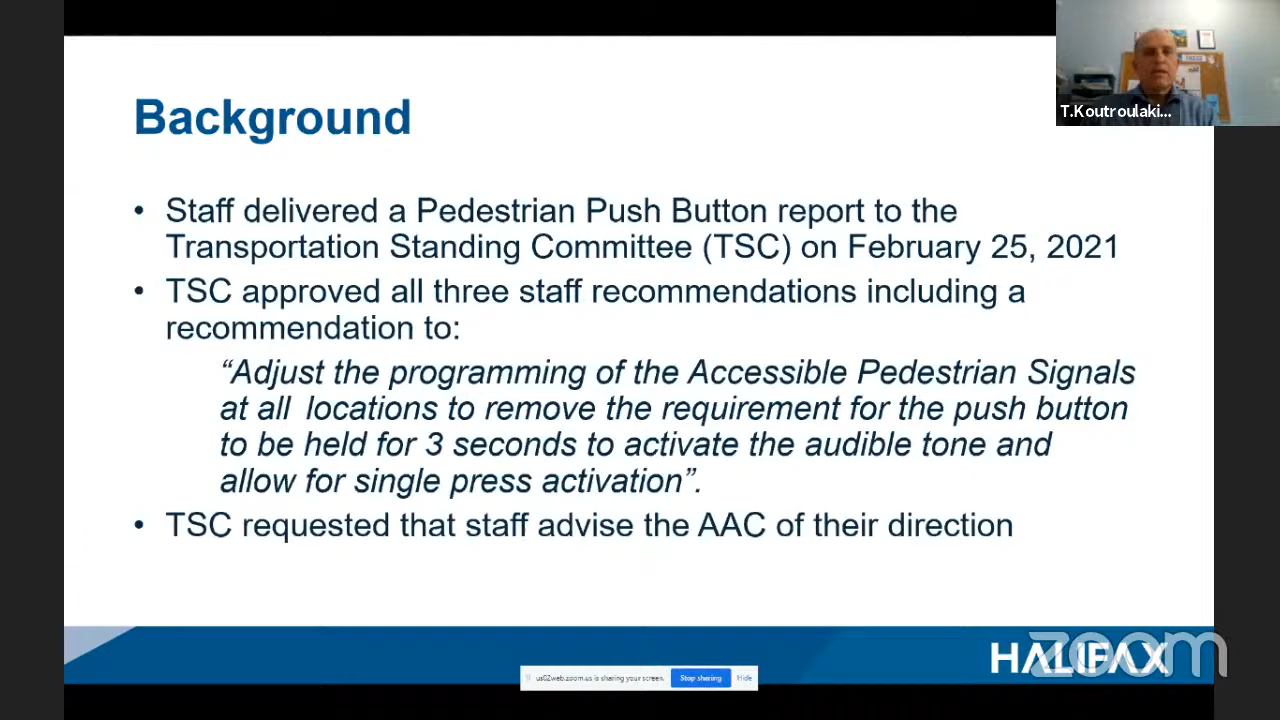 Background
T.Koutroulaki...
• Staff delivered a Pedestrian Push Button report to the
Transportation Standing Committee (TSC) on February 25, 2021
• TSC approved all three staff recommendations including a
recommendation to:
“Adjust the programming of the Accessible Pedestrian Signals
at all locations to remove the requirement for the push button
to be held for 3 seconds to activate the audible tone and
allow for single press activation”.
• TSC requested that staff advise the AAC of their direction
HALIFAX
zoom
us02web.zoom.us is sharing your screen. Stop sharing Hide